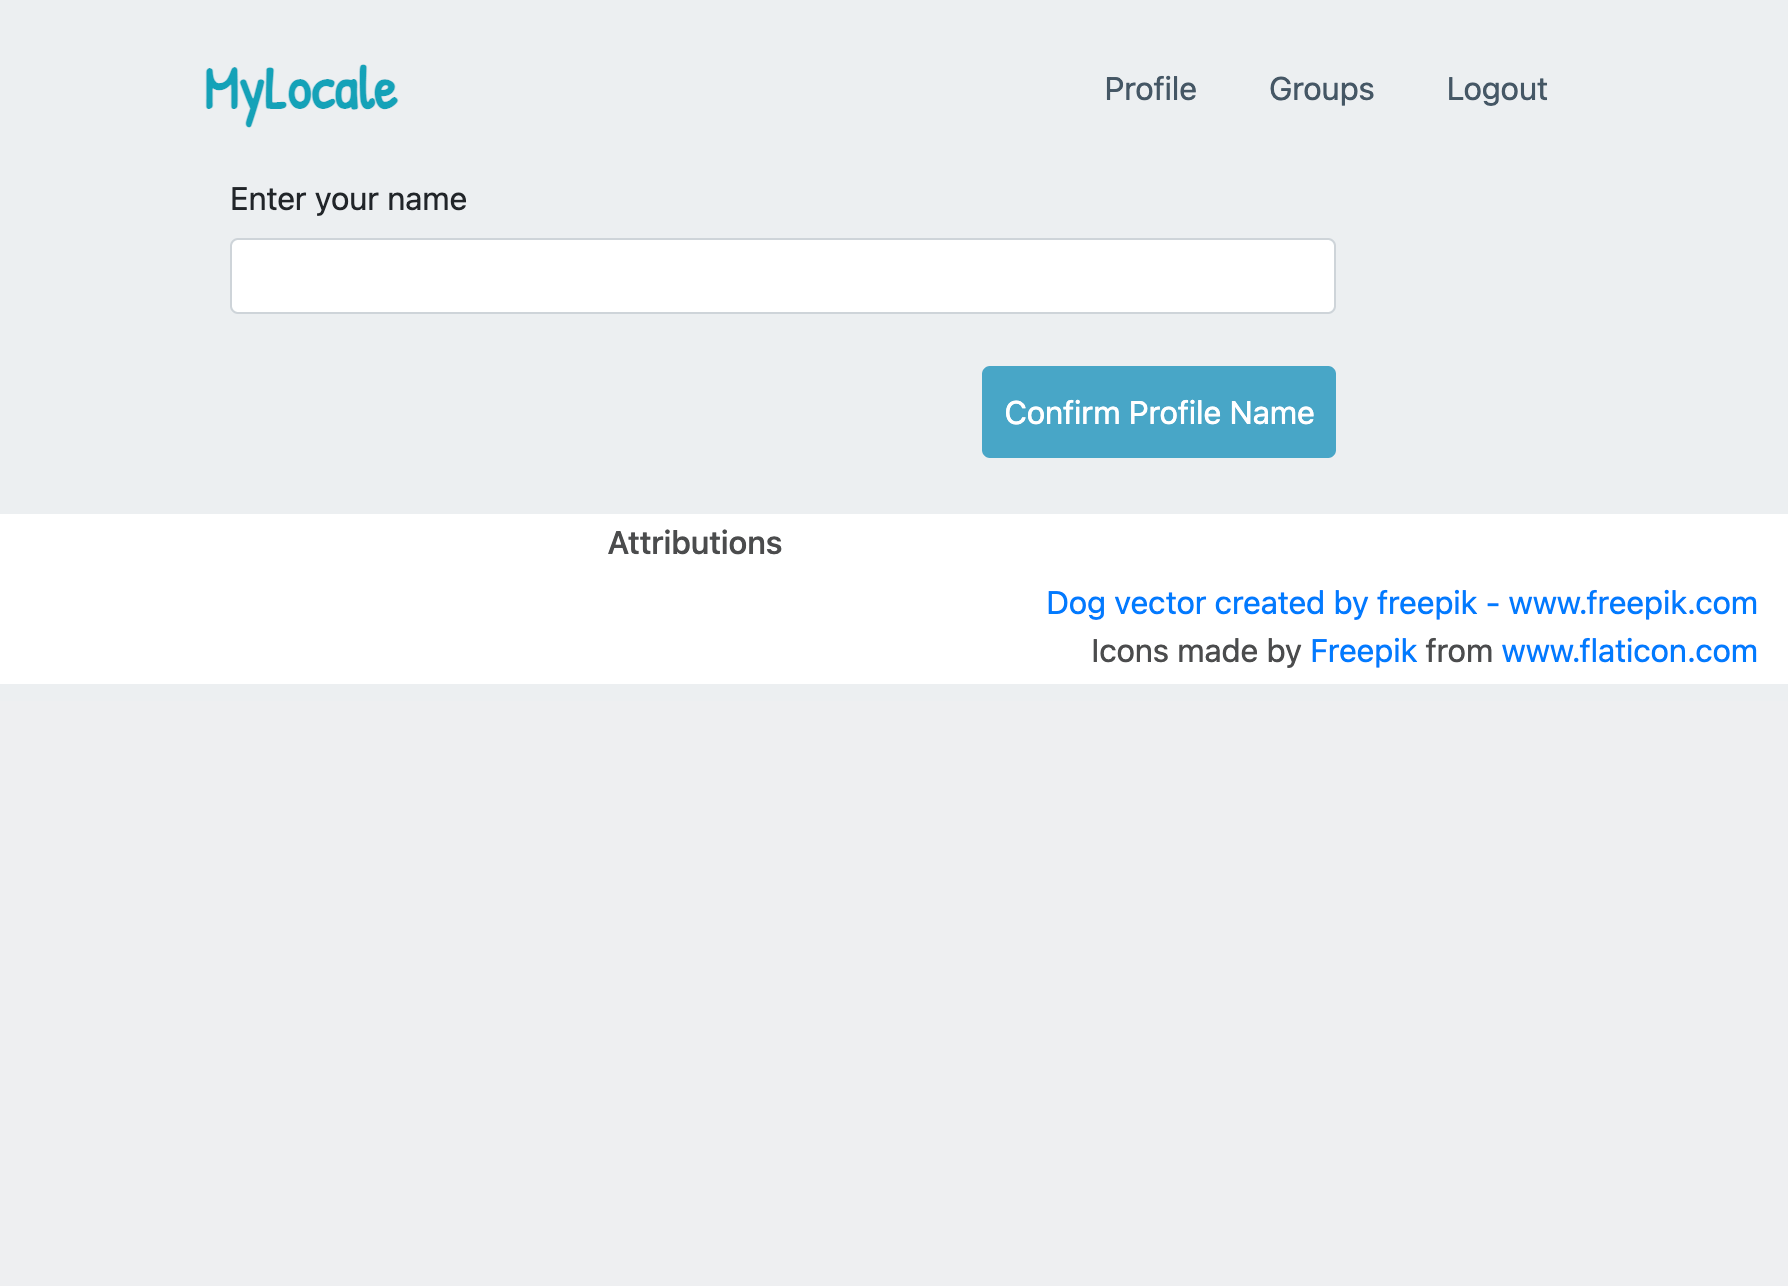 MyLocale
Profile Groups Logout
Enter your name
Confirm Profile Name
Attributions
Dog vector created by freepik - www.freepik.com
Icons made by Freepik from www.flaticon.com